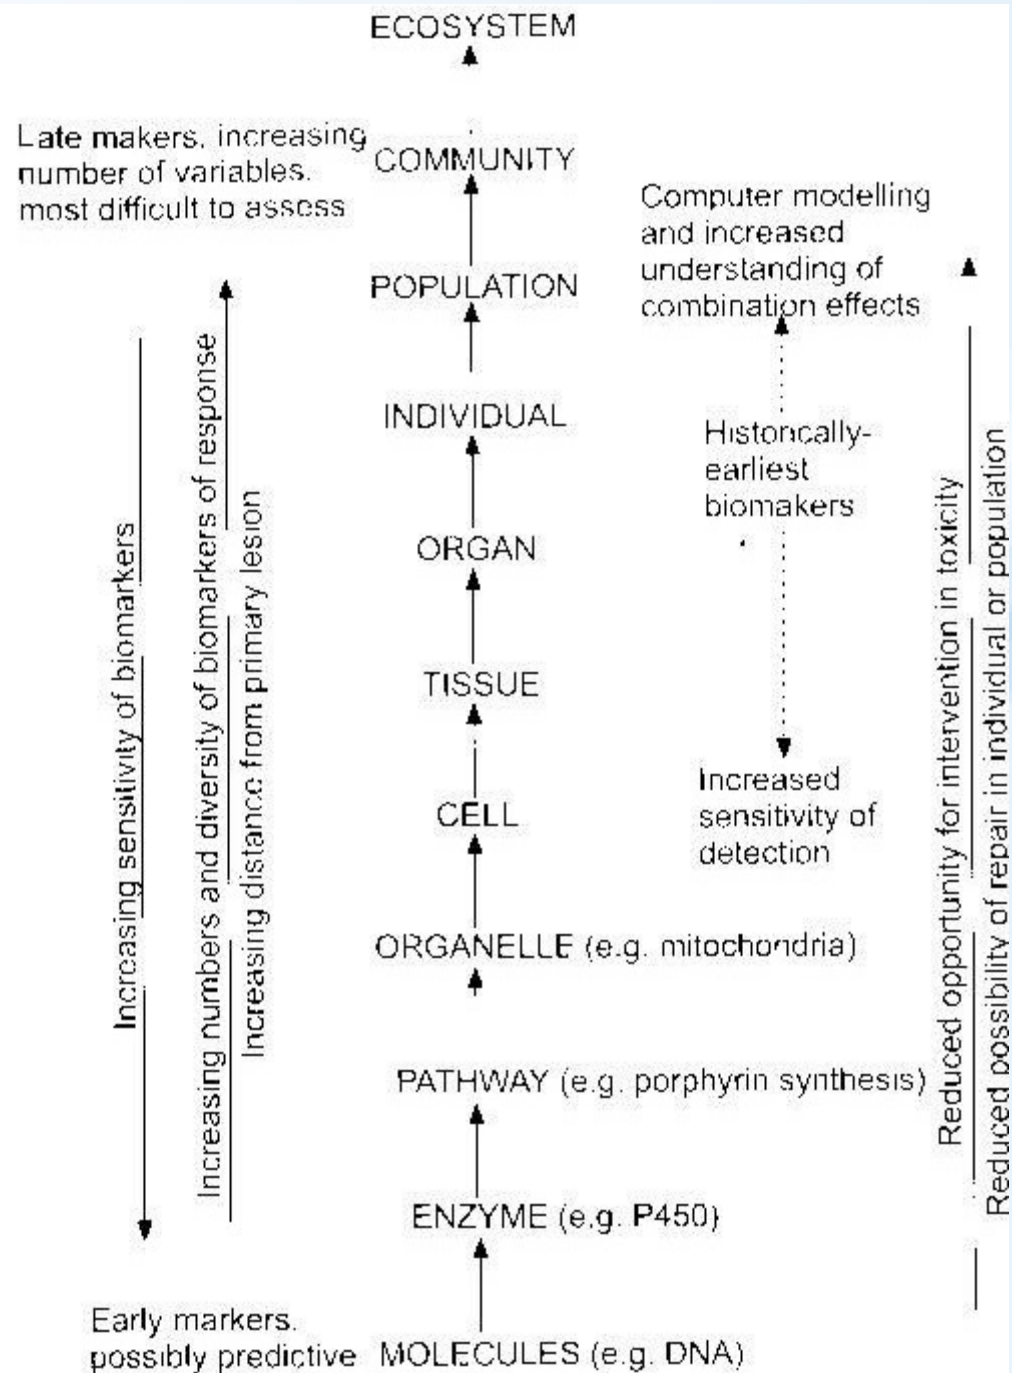 ECOSYSTEM
Late makers, increasing
number of variables,
most difficult to assess
COMMUNITY
Computer modelling
and increased
understanding of
combination effects
POPULATION
INDIVIDUAL
Historically-
earliest
biomakers
ORGAN
TISSUE
Increased
sensitivity of
detection
CELL
ORGANELLE (e.g. mitochondria)
PATHWAY (e.g. porphyrin synthesis)
ENZYME (e.g. P450)
Early markers.
possibly predictive
MOLECULES (e.g. DNA)
Increasing sensitivity of biomarkers
Increasing numbers and diversity of biomarkers of response
Increasing distance from primary lesion
Reduced opportunity for intervention in toxicity
Reduced possibility of repair in individual or population